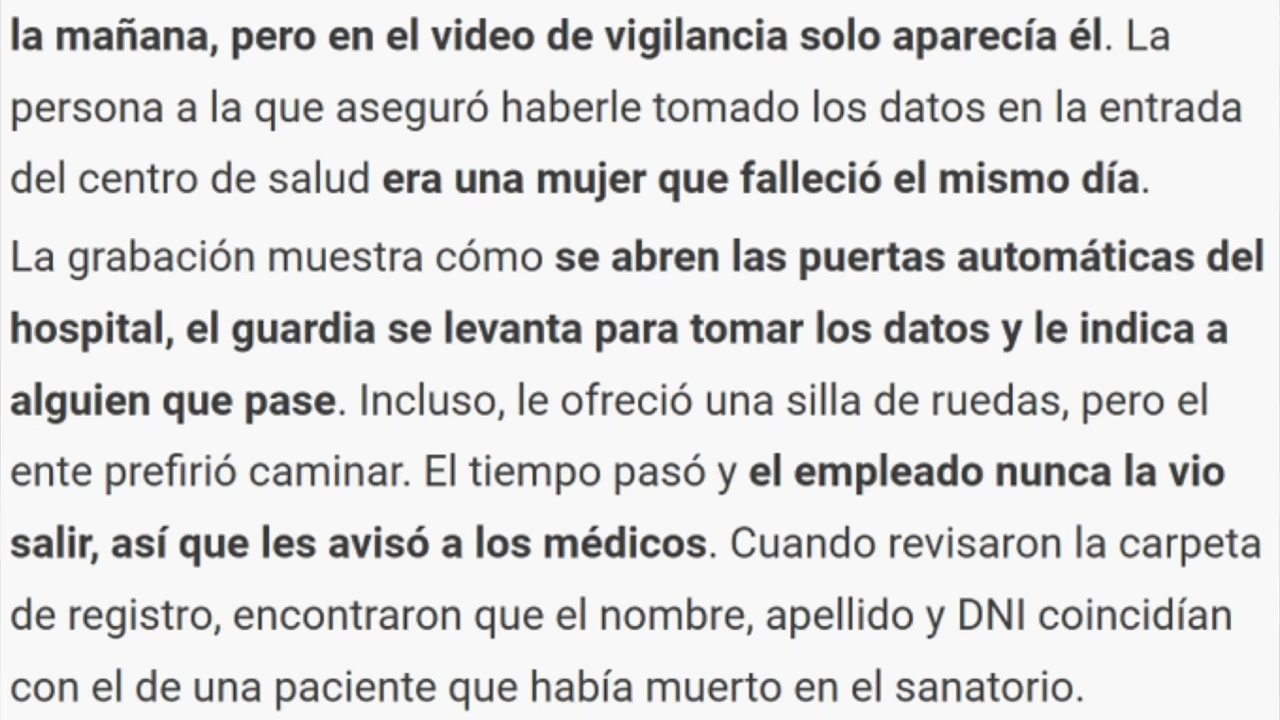 la mañana, pero en el video de vigilancia solo aparecía él. La
persona a la que aseguró haberle tomado los datos en la entrada
del centro de salud era una mujer que falleció el mismo día.
La grabación muestra cómo se abren las puertas automáticas del
hospital, el guardia se levanta para tomar los datos y le indica a
alguien que pase. Incluso, le ofreció una silla de ruedas, pero el
ente prefirió caminar. El tiempo pasó y el empleado nunca la vio
salir, así que les avisó a los médicos. Cuando revisaron la carpeta
de registro, encontraron que el nombre, apellido y DNI coincidían
con el de una paciente que había muerto en el sanatorio.